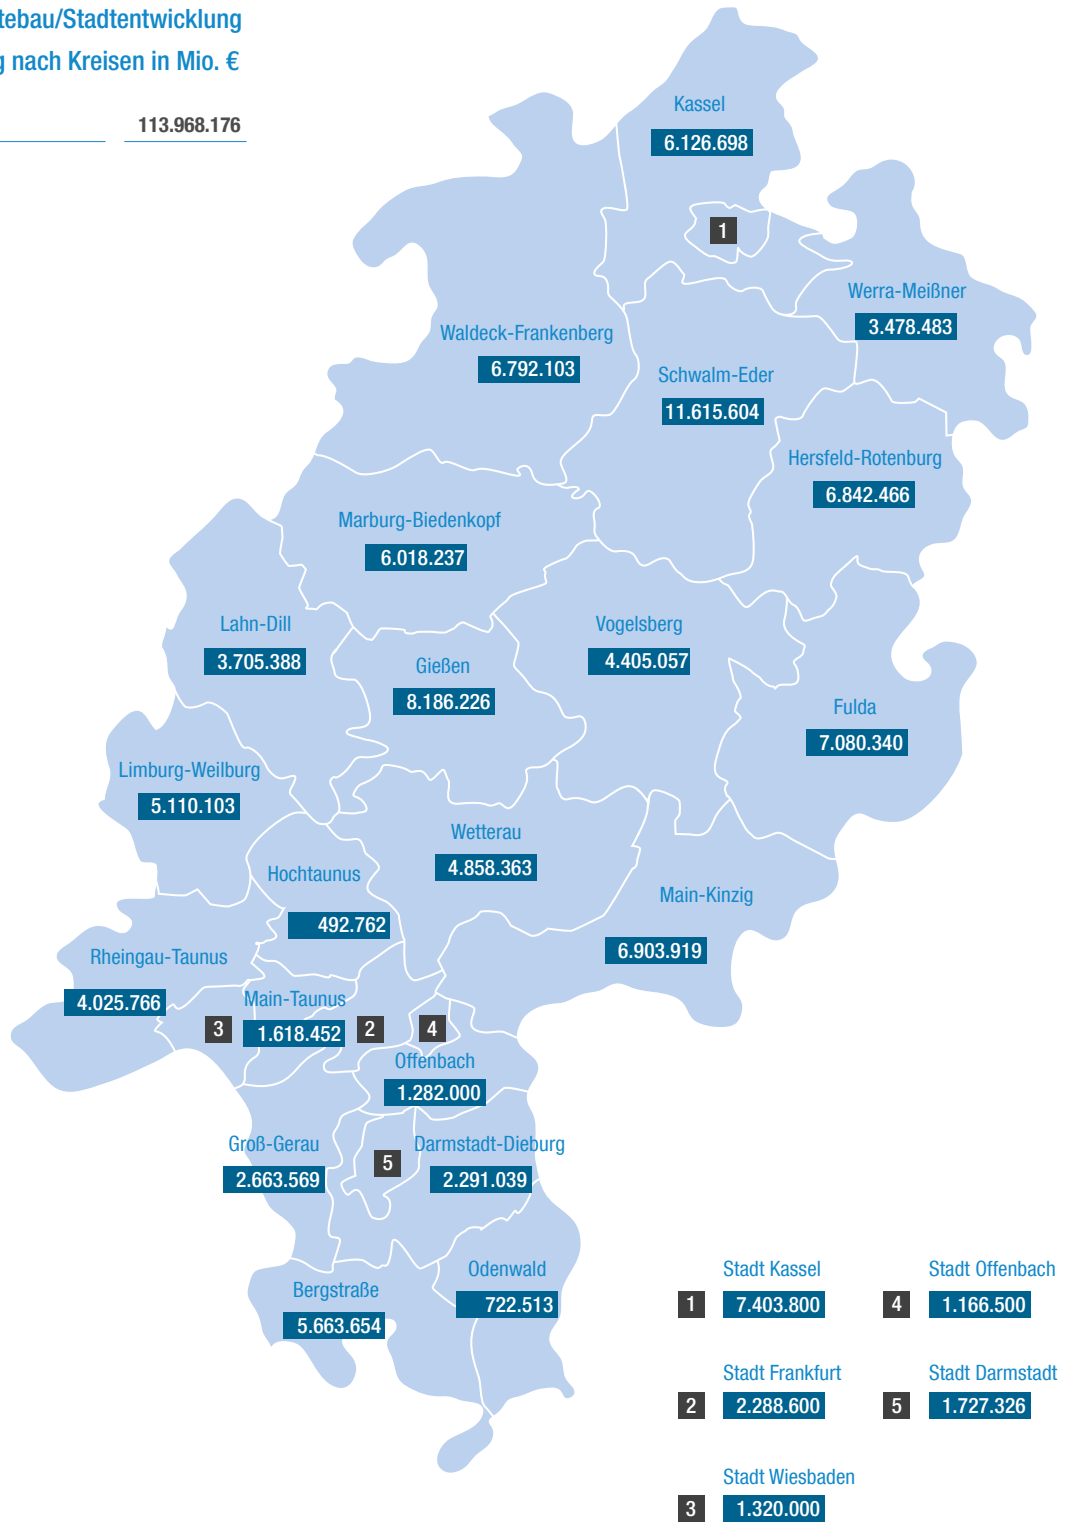 tebau/Stadtentwicklung
g nach Kreisen in Mio. €
113.968.176
Kassel
6.126.698
1
Werra-Meißner
3.478.483
Waldeck-Frankenberg
6.792.103
Schwalm-Eder
11.615.604
Hersfeld-Rotenburg
6.842.466
Marburg-Biedenkopf
6.018.237
Lahn-Dill
3.705.388
Gießen
8.186.226
Vogelsberg
4.405.057
Fulda
7.080.340
Limburg-Weilburg
5.110.103
Wetterau
4.858.363
Hochtaunus
492.762
Main-Kinzig
6.903.919
Rheingau-Taunus
4.025.766
Main-Taunus
3
1.618.452
2
4
Offenbach
1.282.000
Groß-Gerau
2.663.569
5
Darmstadt-Dieburg
2.291.039
Odenwald
722.513
Bergstraße
5.663.654
Stadt Kassel
1 7.403.800
Stadt Offenbach
4 1.166.500
Stadt Frankfurt
2 2.288.600
Stadt Darmstadt
5 1.727.326
Stadt Wiesbaden
3 1.320.000